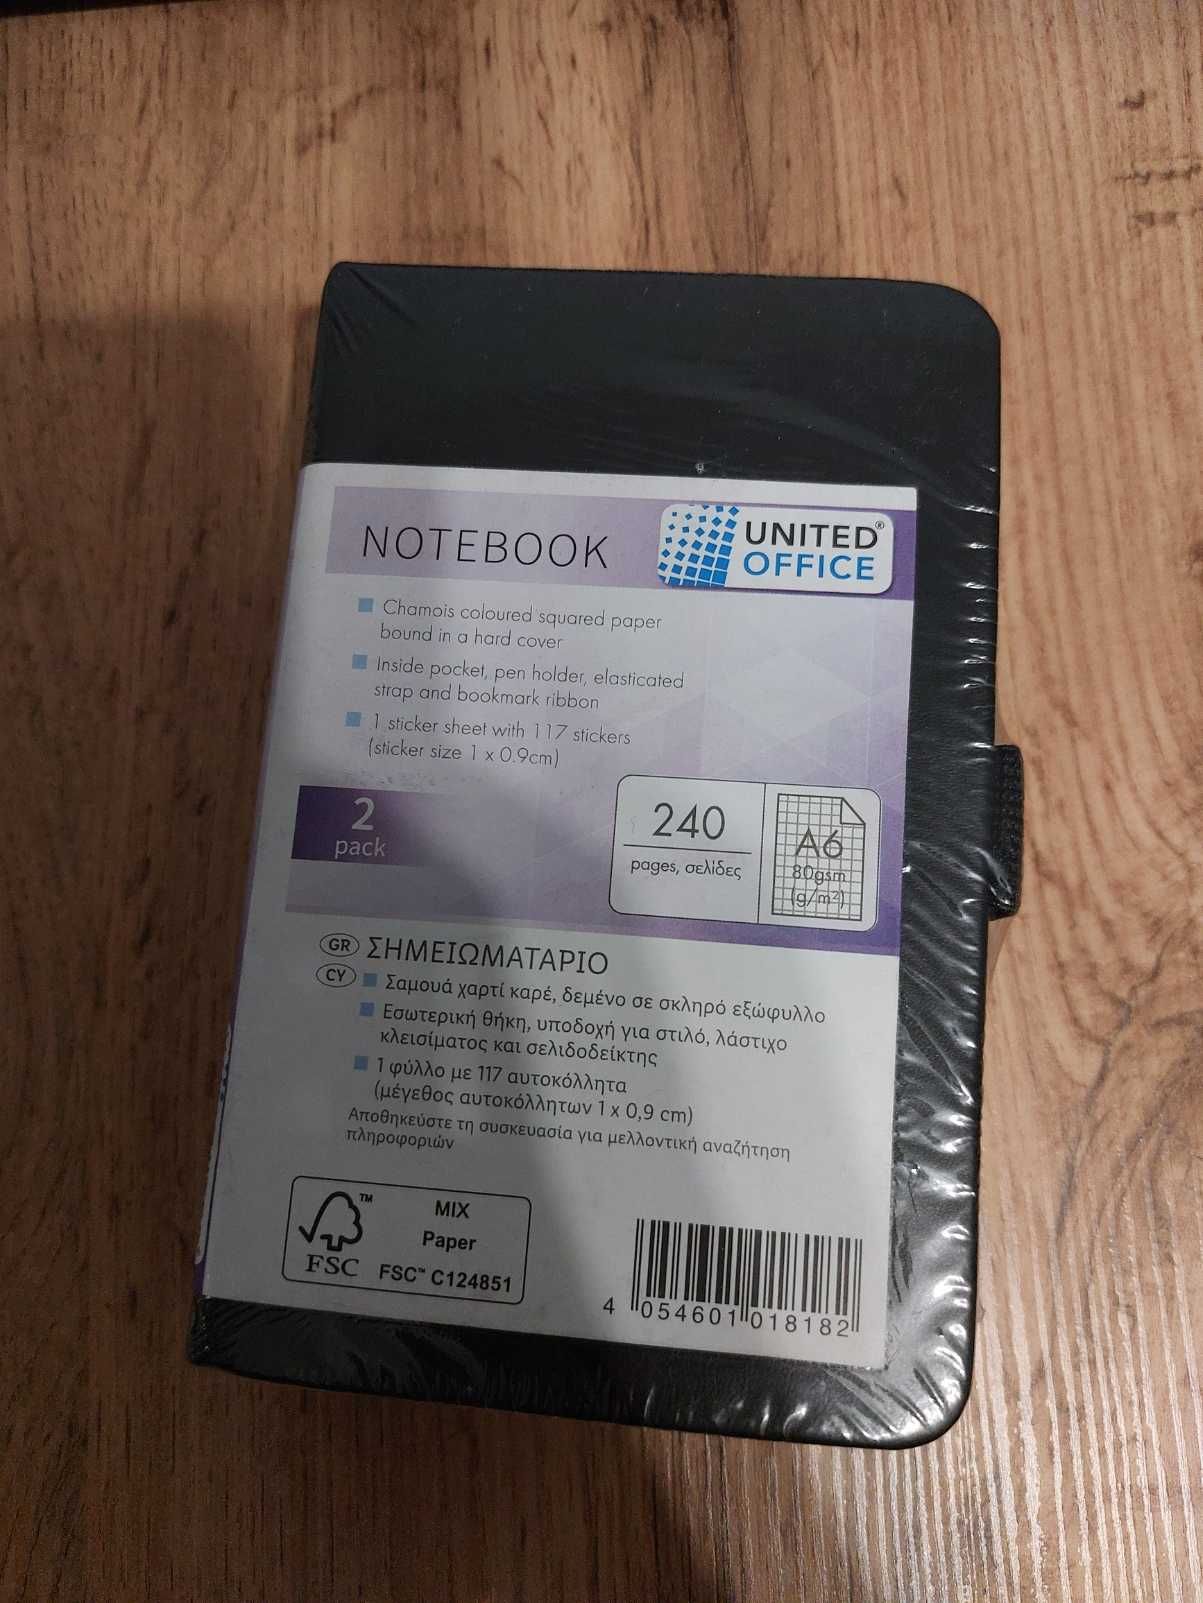 NOTEBOOK
UNITED®
OFFICE
Chamois coloured squared paper
bound in a hard cover
Inside pocket, pen holder, elasticated
strap and bookmark ribbon
1 sticker sheet with 117 stickers
(sticker size 1 x 0.9cm)
2
pack
240
pages, σελίδες
A6
80gsm
(g/m²)
GR ΣΗΜΕΙΩΜΑΤΑΡΙΟ
CY Σαμουά χαρτί καρέ, δεμένο σε σκληρό εξώφυλλο
Εσωτερική θήκη, υποδοχή για στιλό, λάστιχο
κλεισίματος και σελιδοδείκτης
1 φύλλο με 117 αυτοκόλλητα
(μέγεθος αυτοκόλλητων 1 x 0,9 cm)
Αποθηκεύστε τη συσκευασία για μελλοντική αναζήτηση
πληροφοριών
TM
FSC
MIX
Paper
FSC™ C124851
4 054601 018182